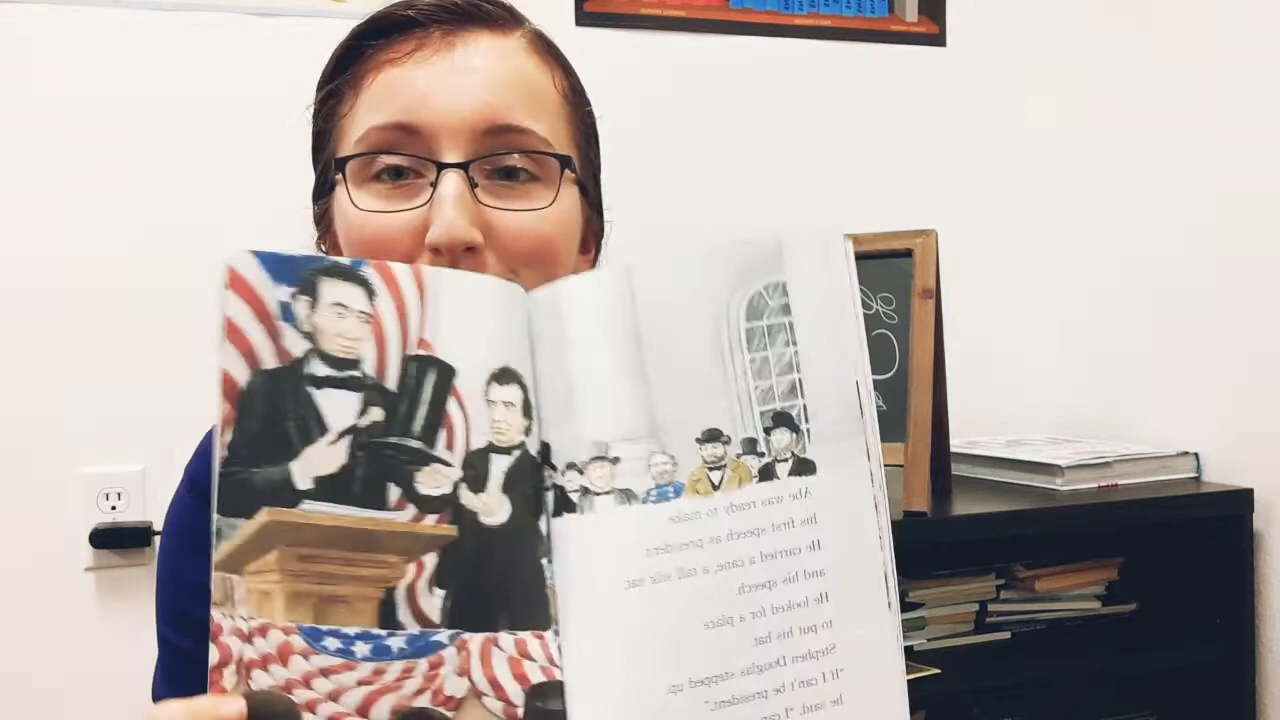 Abe was ready to make
his first speech as president.
He carried a cane, a tall silk hat,
and his speech.
He looked for a place
to put his hat.
Stephen Douglas stepped up.
"If I can't be president,"
he said, "I can